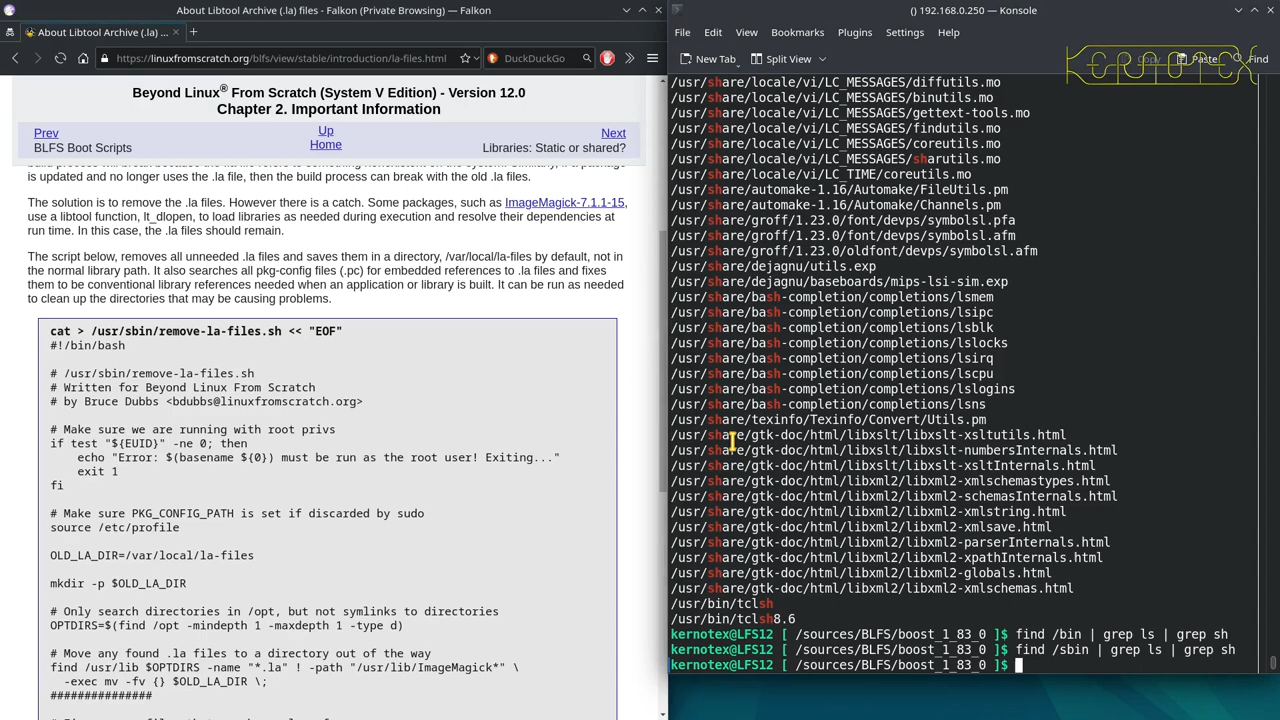 About Libtool Archive (.la) files - Falkon (Private Browsing) — Falkon
About Libtool Archive (.la) ...
https://linuxfromscratch.org/blfs/view/stable/introduction/la-files.html
DuckDuckGo
Beyond Linux® From Scratch (System V Edition) - Version 12.0
Chapter 2. Important Information
Prev
Up
Next
BLFS Boot Scripts
Home
Libraries: Static or shared?
is updated and no longer uses the .la file, then the build process can break with the old .la files.
The solution is to remove the .la files. However there is a catch. Some packages, such as ImageMagick-7.1.1-15,
use a libtool function, lt_dlopen, to load libraries as needed during execution and resolve their dependencies at
run time. In this case, the .la files should remain.
The script below, removes all unneeded .la files and saves them in a directory, /var/local/la-files by default, not in
the normal library path. It also searches all pkg-config files (.pc) for embedded references to .la files and fixes
them to be conventional library references needed when an application or library is built. It can be run as needed
to clean up the directories that may be causing problems.
cat > /usr/sbin/remove-la-files.sh << "EOF"
#!/bin/bash
# /usr/sbin/remove-la-files.sh
# Written for Beyond Linux From Scratch
# by Bruce Dubbs <bdubbs@linuxfromscratch.org>
# Make sure we are running with root privs
if test "${EUID}" -ne 0; then
echo "Error: $(basename ${0}) must be run as the root user! Exiting..."
exit 1
fi
# Make sure PKG_CONFIG_PATH is set if discarded by sudo
source /etc/profile
OLD_LA_DIR=/var/local/la-files
mkdir -p $OLD_LA_DIR
# Only search directories in /opt, but not symlinks to directories
OPTDIRS=$(find /opt -mindepth 1 -maxdepth 1 -type d)
# Move any found .la files to a directory out of the way
find /usr/lib $OPTDIRS -name "*.la" ! -path "/usr/lib/ImageMagick*" \
-exec mv -fv {} $OLD_LA_DIR \;
###############
() 192.168.0.250 — Konsole
File Edit View Bookmarks Plugins Settings Help
New Tab Split View Copy Paste Find
Kernotex
/usr/share/locale/vi/LC_MESSAGES/diffutils.mo
/usr/share/locale/vi/LC_MESSAGES/binutils.mo
/usr/share/locale/vi/LC_MESSAGES/gettext-tools.mo
/usr/share/locale/vi/LC_MESSAGES/findutils.mo
/usr/share/locale/vi/LC_MESSAGES/coreutils.mo
/usr/share/locale/vi/LC_MESSAGES/sharutils.mo
/usr/share/locale/vi/LC_TIME/coreutils.mo
/usr/share/automake-1.16/Automake/FileUtils.pm
/usr/share/automake-1.16/Automake/Channels.pm
/usr/share/groff/1.23.0/font/devps/symbolsl.pfa
/usr/share/groff/1.23.0/font/devps/symbolsl.afm
/usr/share/groff/1.23.0/oldfont/devps/symbolsl.afm
/usr/share/dejagnu/utils.exp
/usr/share/dejagnu/baseboards/mips-lsi-sim.exp
/usr/share/bash-completion/completions/lsmem
/usr/share/bash-completion/completions/lsipc
/usr/share/bash-completion/completions/lsblk
/usr/share/bash-completion/completions/lslocks
/usr/share/bash-completion/completions/lsirq
/usr/share/bash-completion/completions/lscpu
/usr/share/bash-completion/completions/lslogins
/usr/share/bash-completion/completions/lsns
/usr/share/texinfo/Texinfo/Convert/Utils.pm
/usr/share/gtk-doc/html/libxslt/libxslt-xsltutils.html
/usr/share/gtk-doc/html/libxslt/libxslt-numbersInternals.html
/usr/share/gtk-doc/html/libxslt/libxslt-xsltInternals.html
/usr/share/gtk-doc/html/libxml2/libxml2-xmlschemastypes.html
/usr/share/gtk-doc/html/libxml2/libxml2-schemasInternals.html
/usr/share/gtk-doc/html/libxml2/libxml2-xmlstring.html
/usr/share/gtk-doc/html/libxml2/libxml2-xmlsave.html
/usr/share/gtk-doc/html/libxml2/libxml2-parserInternals.html
/usr/share/gtk-doc/html/libxml2/libxml2-xpathInternals.html
/usr/share/gtk-doc/html/libxml2/libxml2-globals.html
/usr/share/gtk-doc/html/libxml2/libxml2-xmlschemas.html
/usr/bin/tclsh
/usr/bin/tclsh8.6
kernotex@LFS12 [ /sources/BLFS/boost_1_83_0 ]$ find /bin | grep ls | grep sh
kernotex@LFS12 [ /sources/BLFS/boost_1_83_0 ]$ find /sbin | grep ls | grep sh
kernotex@LFS12 [ /sources/BLFS/boost_1_83_0 ]$